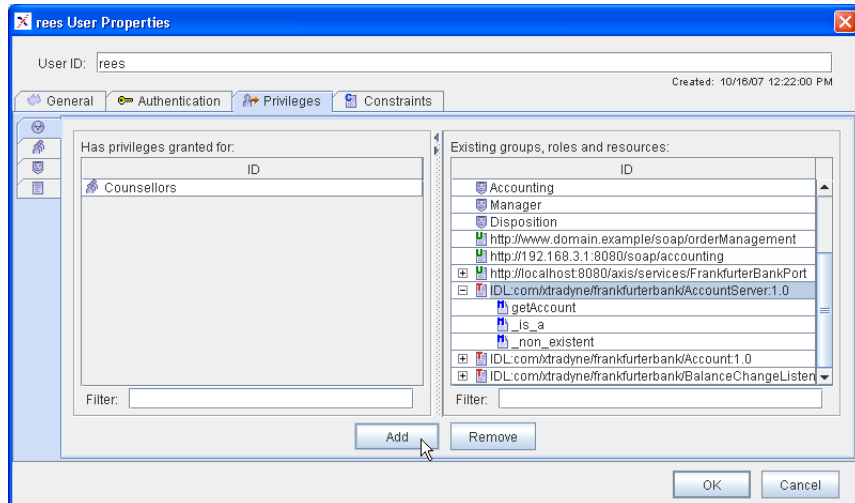 rees User Properties
User ID: rees
Created: 10/16/07 12:22:00 PM
General Authentication Privileges Constraints
Has privileges granted for:
ID
Counsellors
Filter:
Existing groups, roles and resources:
ID
Accounting
Manager
Disposition
http://www.domain.example/soap/orderManagement
http://192.168.3.1:8080/soap/accounting
http://localhost:8080/axis/services/FrankfurterBankPort
IDL:com/xtradyne/frankfurterbank/AccountServer:1.0
getAccount
_is_a
_non_existent
IDL:com/xtradyne/frankfurterbank/Account:1.0
IDL:com/xtradyne/frankfurterbank/BalanceChangeListen
Filter:
Add Remove
OK Cancel